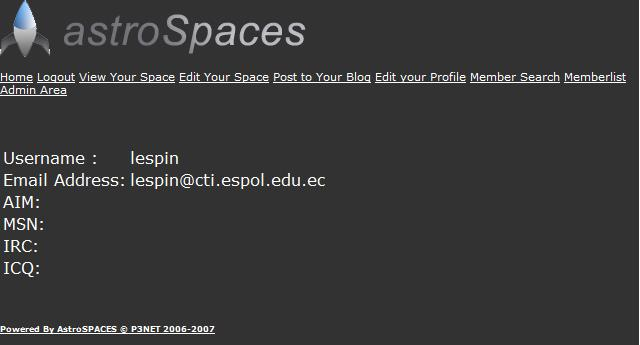 astroSpaces
Home Logout View Your Space Edit Your Space Post to Your Blog Edit your Profile Member Search Memberlist
Admin Area
Username : lespin
Email Address: lespin@cti.espol.edu.ec
AIM:
MSN:
IRC:
ICQ:
Powered By AstroSPACES © P3NET 2006-2007